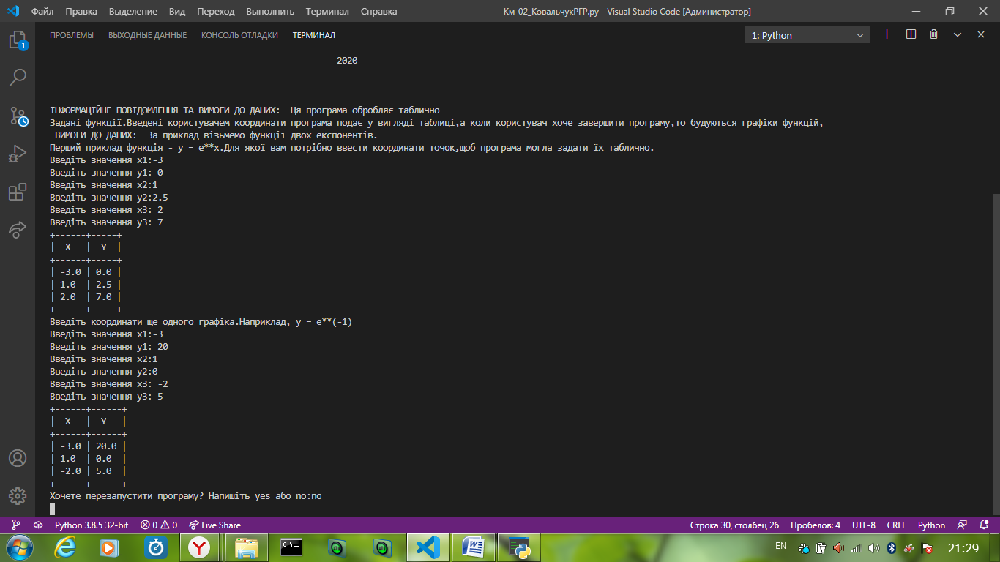 Файл Правка Выделение Вид Переход Выполнить Терминал Справка Км-02_КовальчукРГР.py - Visual Studio Code [Администратор]
ПРОБЛЕМЫ ВЫХОДНЫЕ ДАННЫЕ КОНСОЛЬ ОТЛАДКИ ТЕРМИНАЛ 1: Python
1
2020
ІНФОРМАЦІЙНЕ ПОВІДОМЛЕННЯ ТА ВИМОГИ ДО ДАНИХ:  Ця програма обробляє таблично
Задані функції.Введені користувачем координати програма подає у вигляді таблиці,а коли користувач хоче завершити програму,то будуються графіки функцій,
 ВИМОГИ ДО ДАНИХ:  За приклад візьмемо функції двох експонентів.
Перший приклад функція - y = e**x.Для якої вам потрібно ввести координати точок,щоб програма могла задати їх таблично.
Введіть значення x1:-3
Введіть значення y1: 0
Введіть значення x2:1
Введіть значення y2:2.5
Введіть значення x3: 2
Введіть значення y3: 7
+------+-----+
|  X   |  Y  |
+------+-----+
| -3.0 | 0.0 |
| 1.0  | 2.5 |
| 2.0  | 7.0 |
+------+-----+
Введіть координати ще одного графіка.Наприклад, y = e**(-1)
Введіть значення x1:-3
Введіть значення y1: 20
Введіть значення x2:1
Введіть значення y2:0
Введіть значення x3: -2
Введіть значення y3: 5
+------+------+
|  X   |  Y   |
+------+------+
| -3.0 | 20.0 |
| 1.0  | 0.0  |
| -2.0 | 5.0  |
+------+------+
Хочете перезапустити програму? Напишіть yes або no:no
Python 3.8.5 32-bit 0 0 Live Share Строка 30, столбец 26 Пробелов: 4 UTF-8 CRLF Python
EN 21:29